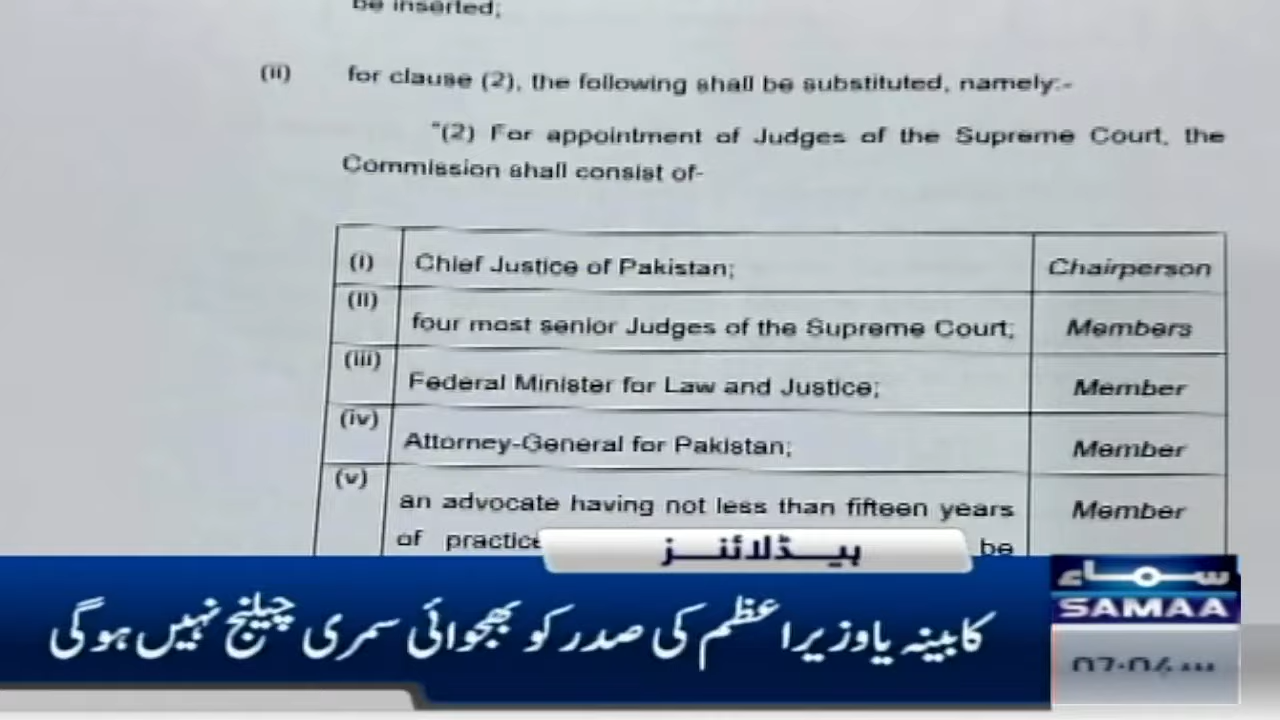 be inserted;
(ii) for clause (2), the following shall be substituted, namely:-
"(2) For appointment of Judges of the Supreme Court, the
Commission shall consist of-
(i) Chief Justice of Pakistan; Chairperson
(ii) four most senior Judges of the Supreme Court; Members
(iii) Federal Minister for Law and Justice; Member
(iv) Attorney-General for Pakistan; Member
(v) an advocate having not less than fifteen years Member
of practice be
ہیڈلائنز
کابینہ یا وزیراعظم کی صدر کو بھجوائی سمری چیلنج نہیں ہوگی
سماء
SAMAA